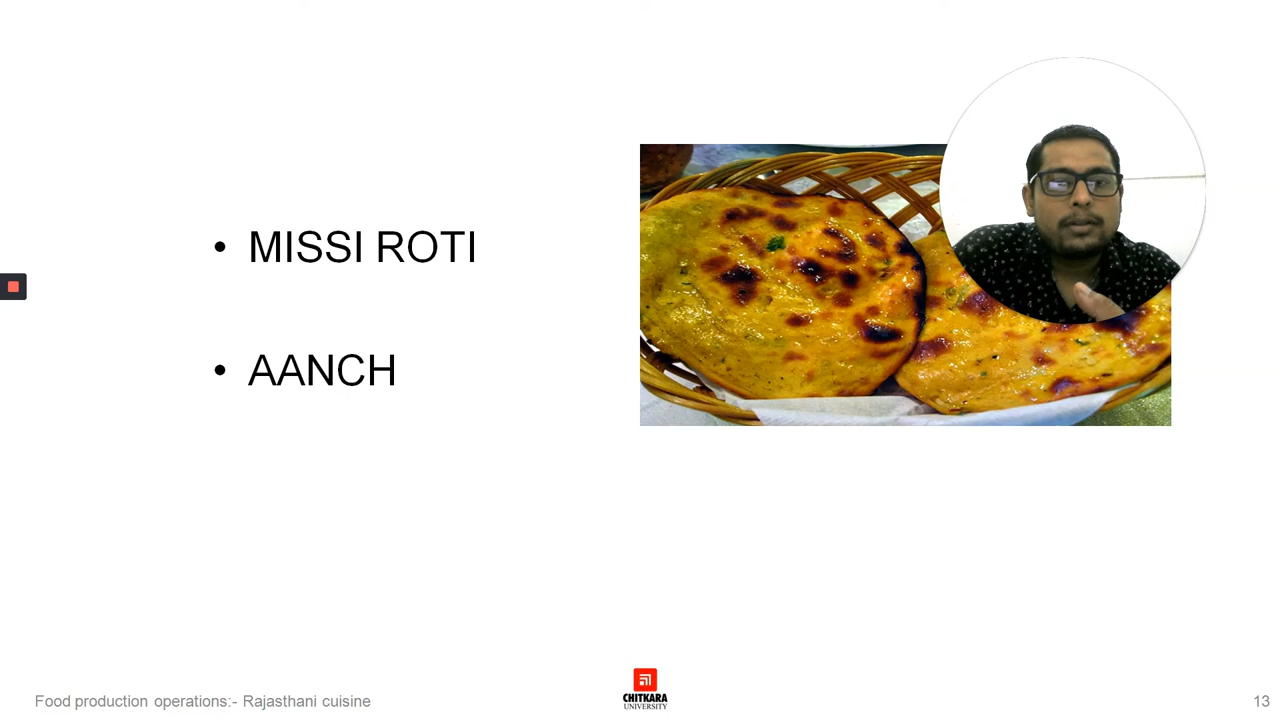 • MISSI ROTI
• AANCH
Food production operations:- Rajasthani cuisine
CHITKARA
UNIVERSITY
13